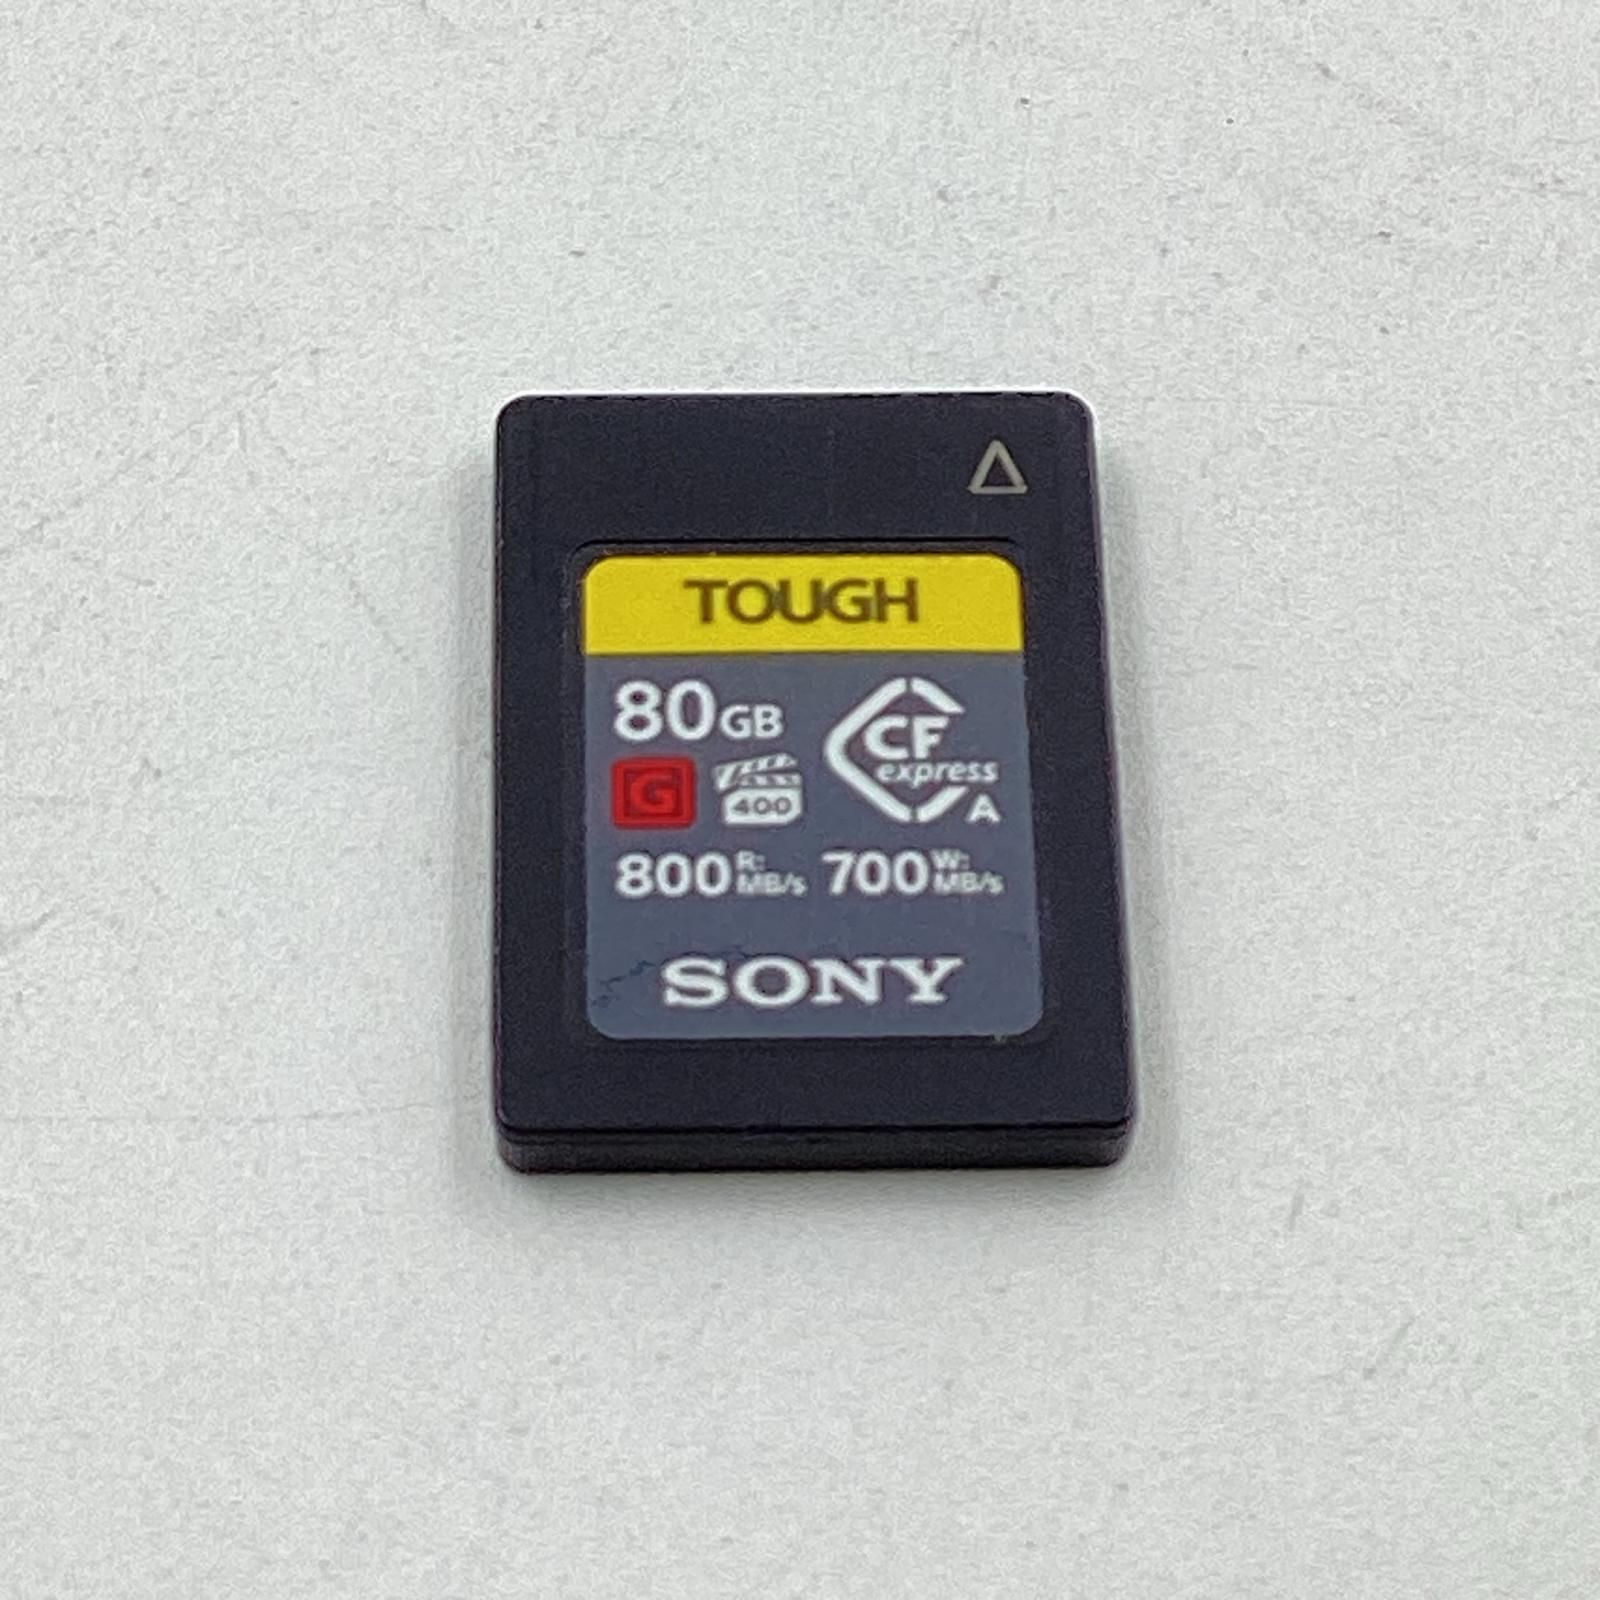 TOUGH
80GB
CF
express
A
G
400
800 R: MB/s 700 W: MB/s
SONY